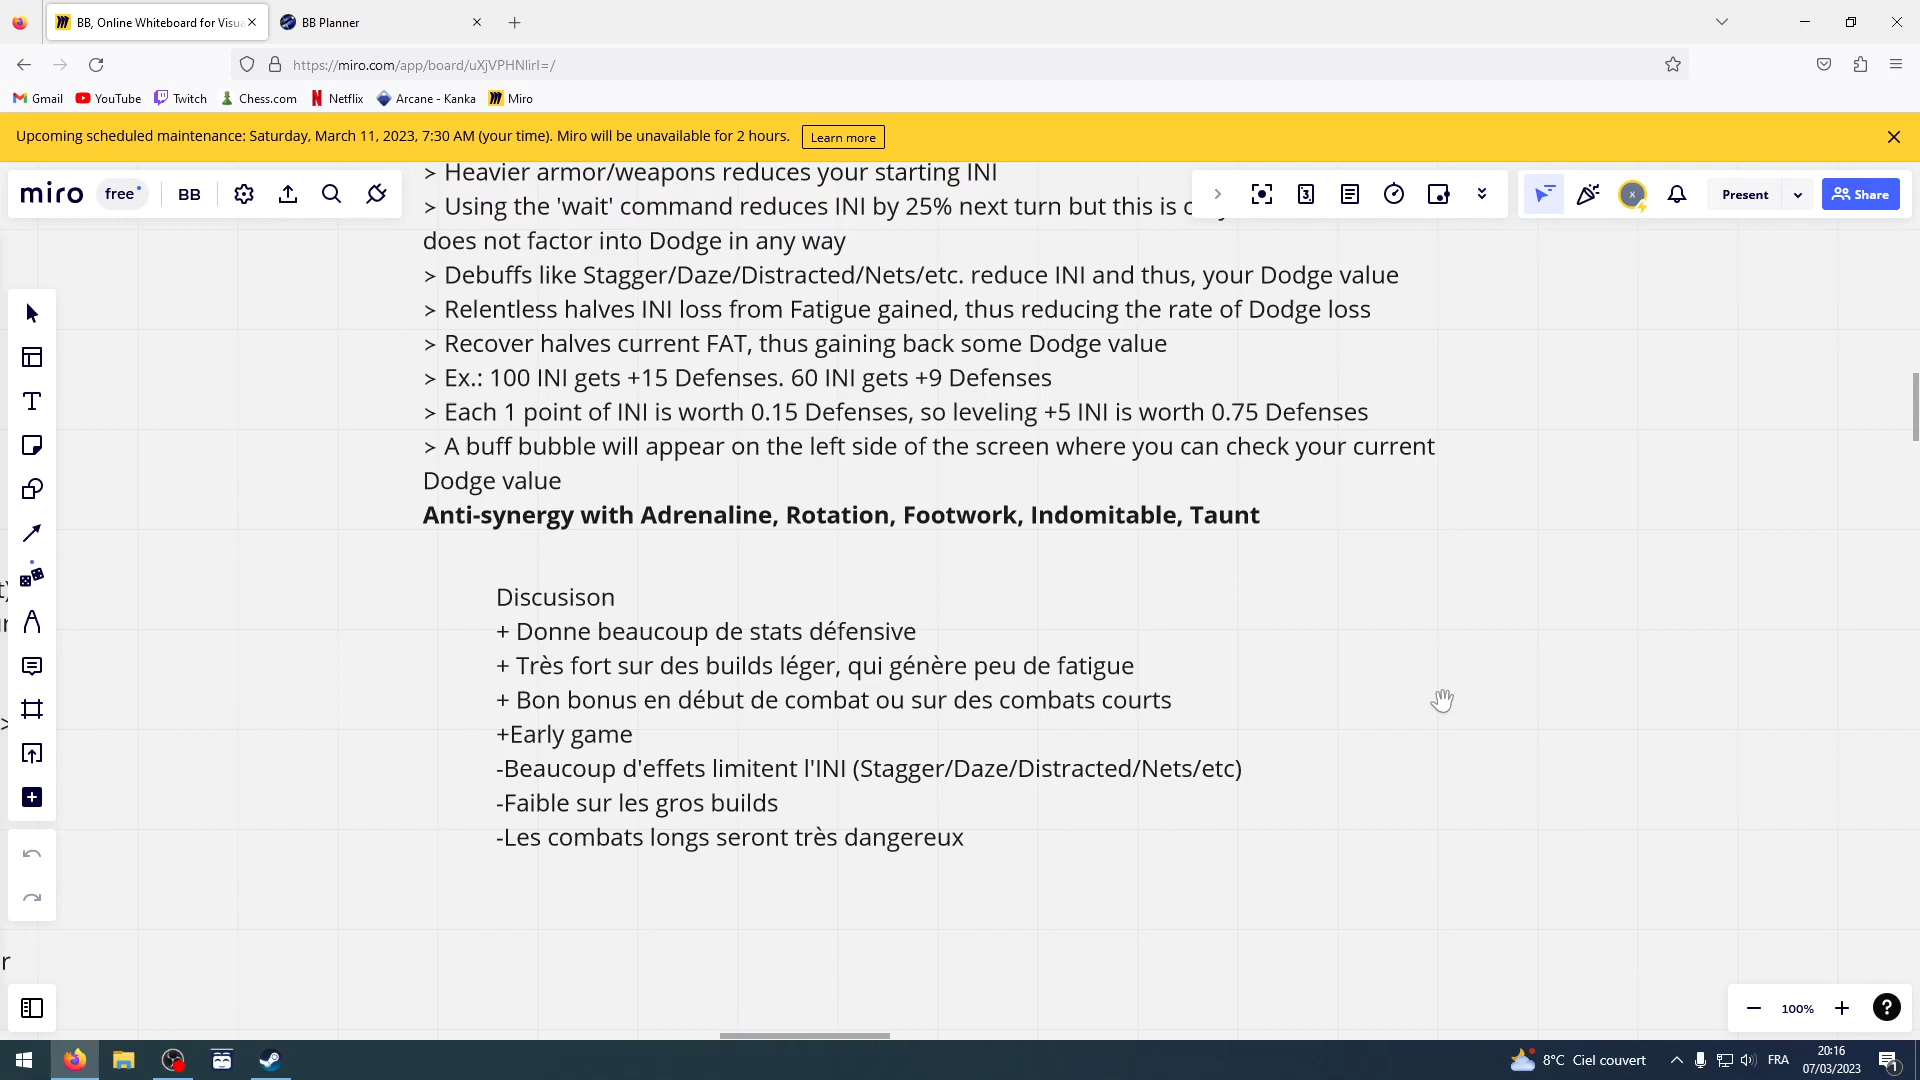 BB, Online Whiteboard for Visu
BB Planner
https://miro.com/app/board/uXjVPHNlirI=/
Gmail
YouTube
Twitch
Chess.com
Netflix
Arcane - Kanka
Miro
Upcoming scheduled maintenance: Saturday, March 11, 2023, 7:30 AM (your time). Miro will be unavailable for 2 hours.
Learn more
miro
free
BB
Present
Share
> Heavier armor/weapons reduces your starting INI
> Using the 'wait' command reduces INI by 25% next turn but this is
does not factor into Dodge in any way
> Debuffs like Stagger/Daze/Distracted/Nets/etc. reduce INI and thus, your Dodge value
> Relentless halves INI loss from Fatigue gained, thus reducing the rate of Dodge loss
> Recover halves current FAT, thus gaining back some Dodge value
> Ex.: 100 INI gets +15 Defenses. 60 INI gets +9 Defenses
> Each 1 point of INI is worth 0.15 Defenses, so leveling +5 INI is worth 0.75 Defenses
> A buff bubble will appear on the left side of the screen where you can check your current
Dodge value
Anti-synergy with Adrenaline, Rotation, Footwork, Indomitable, Taunt
Discusison
+ Donne beaucoup de stats défensive
+ Très fort sur des builds léger, qui génère peu de fatigue
+ Bon bonus en début de combat ou sur des combats courts
+Early game
-Beaucoup d'effets limitent l'INI (Stagger/Daze/Distracted/Nets/etc)
-Faible sur les gros builds
-Les combats longs seront très dangereux
100%
8°C Ciel couvert
FRA
20:16
07/03/2023
1